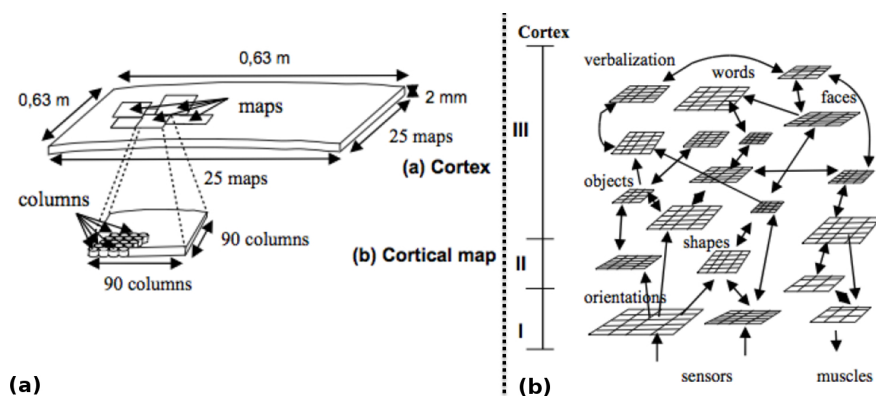 0,63 m
0,63 m
2 mm
maps
25 maps
(a) Cortex
25 maps
columns
90 columns
(b) Cortical map
90 columns
(a)
Cortex
verbalization
words
faces
III
objects
shapes
II
orientations
I
sensors
muscles
(b)